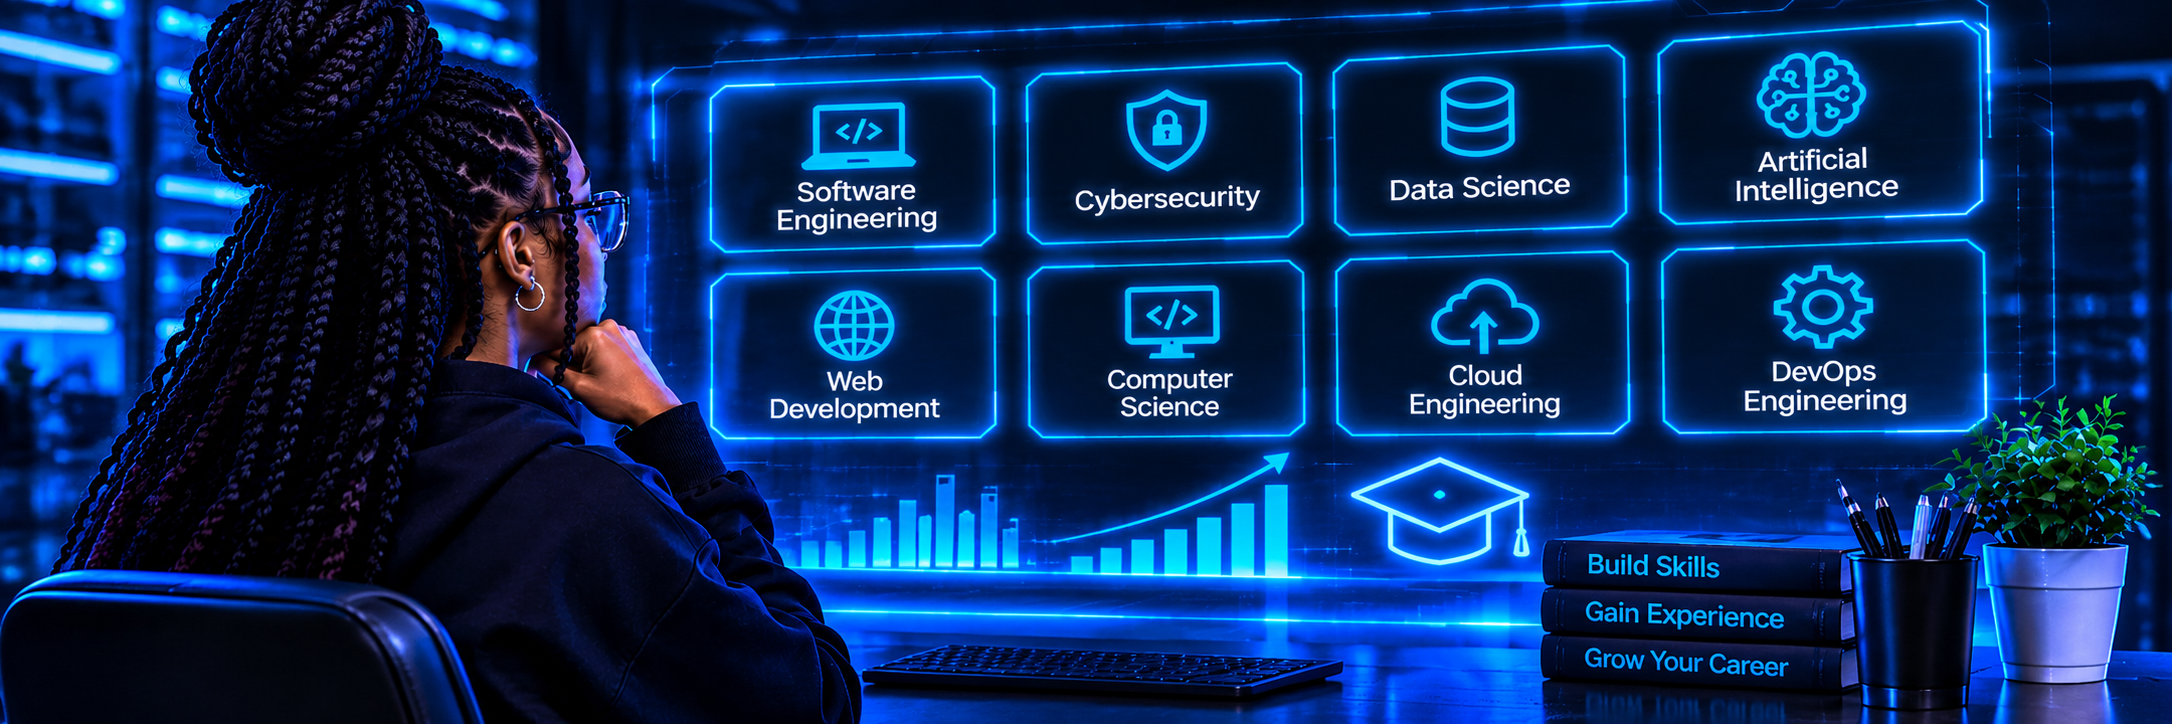 Software
Engineering
Cybersecurity
Data Science
Artificial
Intelligence
Web
Development
Computer
Science
Cloud
Engineering
DevOps
Engineering
Build Skills
Gain Experience
Grow Your Career